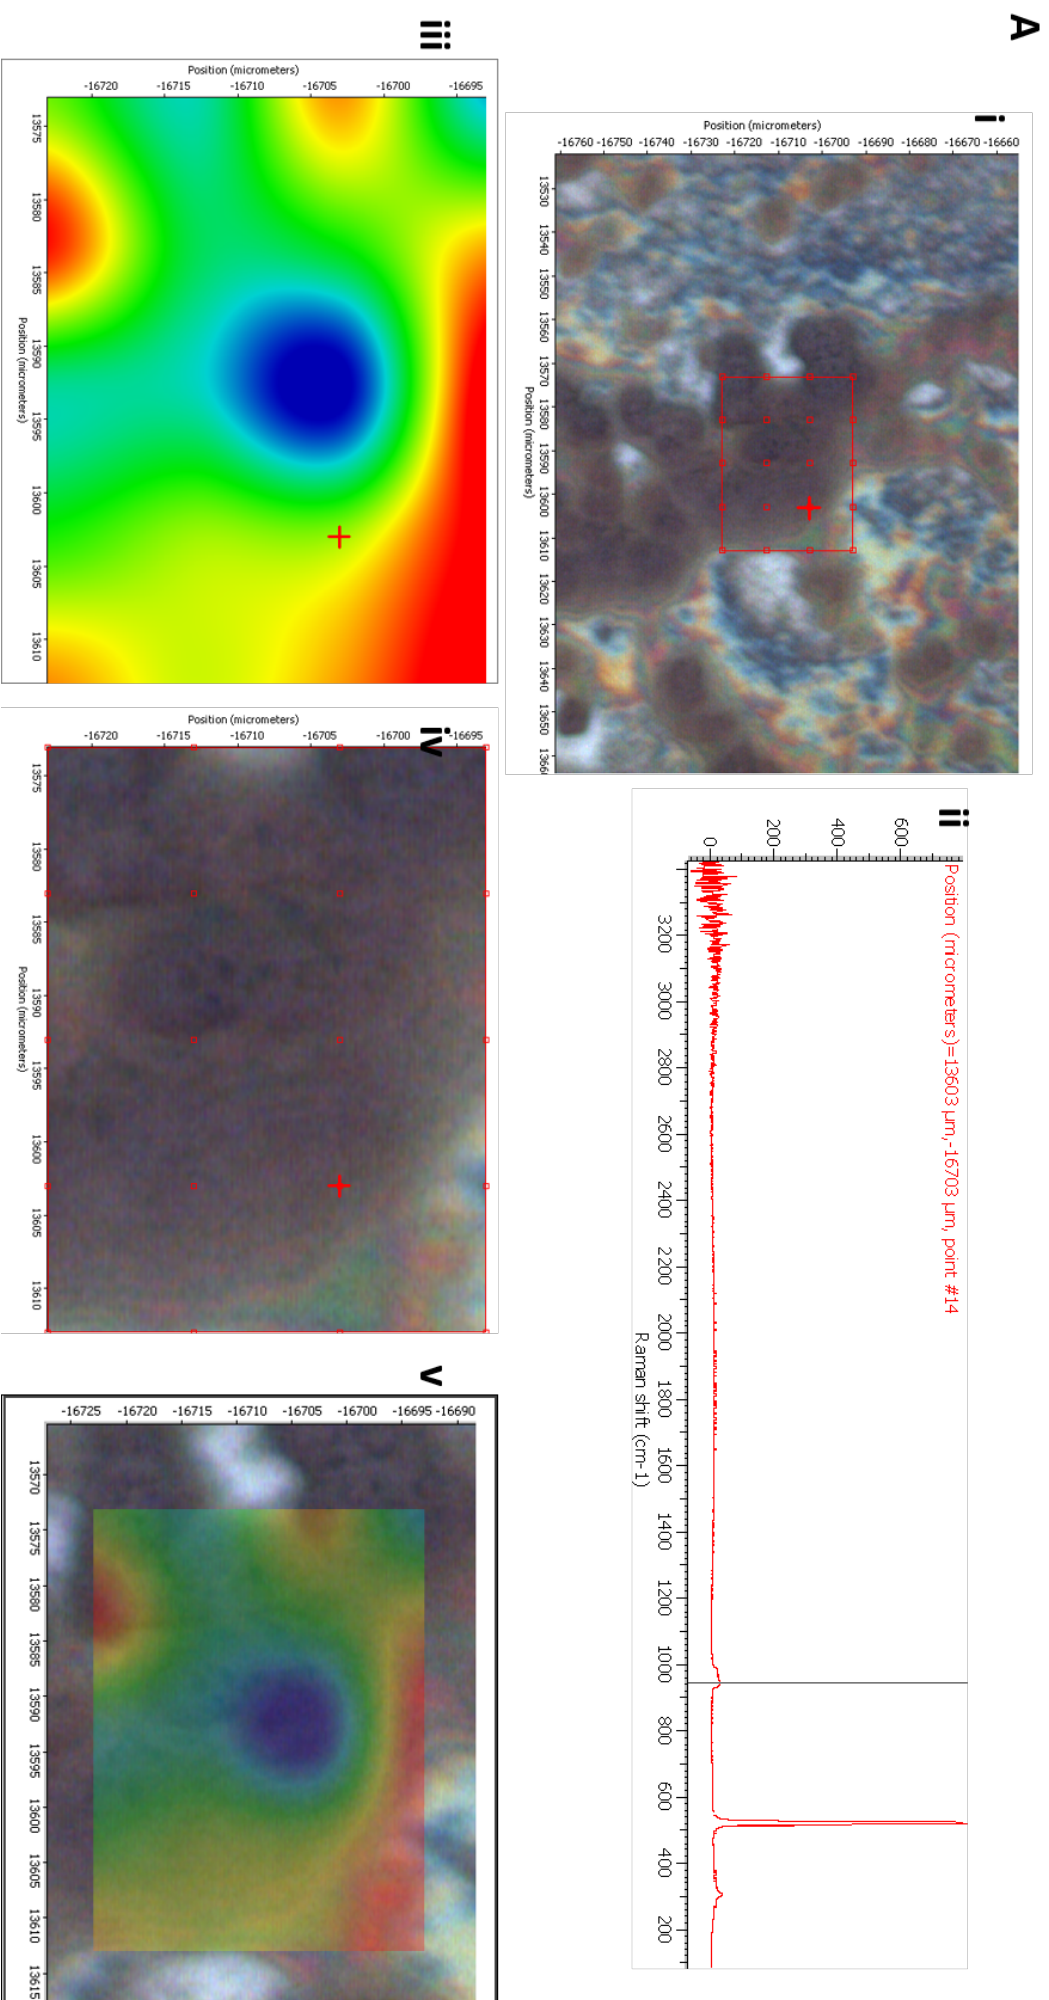 A
i
Position (micrometers)
-16760 -16750 -16740 -16730 -16720 -16710 -16700 -16690 -16680 -16670 -16660
13530 13540 13550 13560 13570 13580 13590 13600 13610 13620 13630 13640 13650 1366
Position (micrometers)
ii
Position (micrometers)=13603 µm,-16703 µm, point #14
0 200 400 600
3200 3000 2800 2600 2400 2200 2000 1800 1600 1400 1200 1000 800 600 400 200
Raman shift (cm-1)
iii
Position (micrometers)
-16720 -16715 -16710 -16705 -16700 -16695
13575 13580 13585 13590 13595 13600 13605 13610
Position (micrometers)
iv
Position (micrometers)
-16720 -16715 -16710 -16705 -16700 -16695
13575 13580 13585 13590 13595 13600 13605 13610
Position (micrometers)
v
-16725 -16720 -16715 -16710 -16705 -16700 -16695 -16690
13570 13575 13580 13585 13590 13595 13600 13605 13610 13615